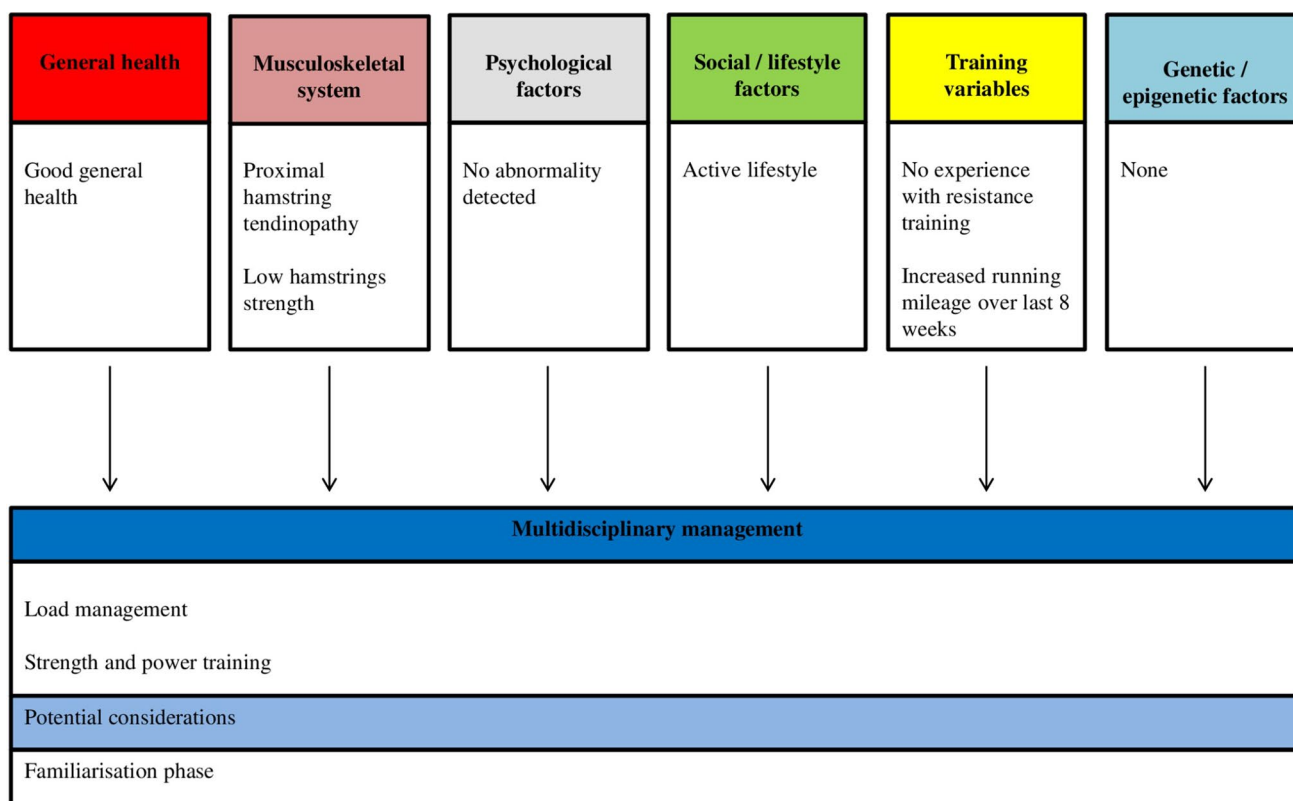 General health
Musculoskeletal
system
Psychological
factors
Social / lifestyle
factors
Training
variables
Genetic /
epigenetic factors
Good general
health
Proximal
hamstring
tendinopathy
Low hamstrings
strength
No abnormality
detected
Active lifestyle
No experience
with resistance
training
Increased running
mileage over last 8
weeks
None
Multidisciplinary management
Load management
Strength and power training
Potential considerations
Familiarisation phase